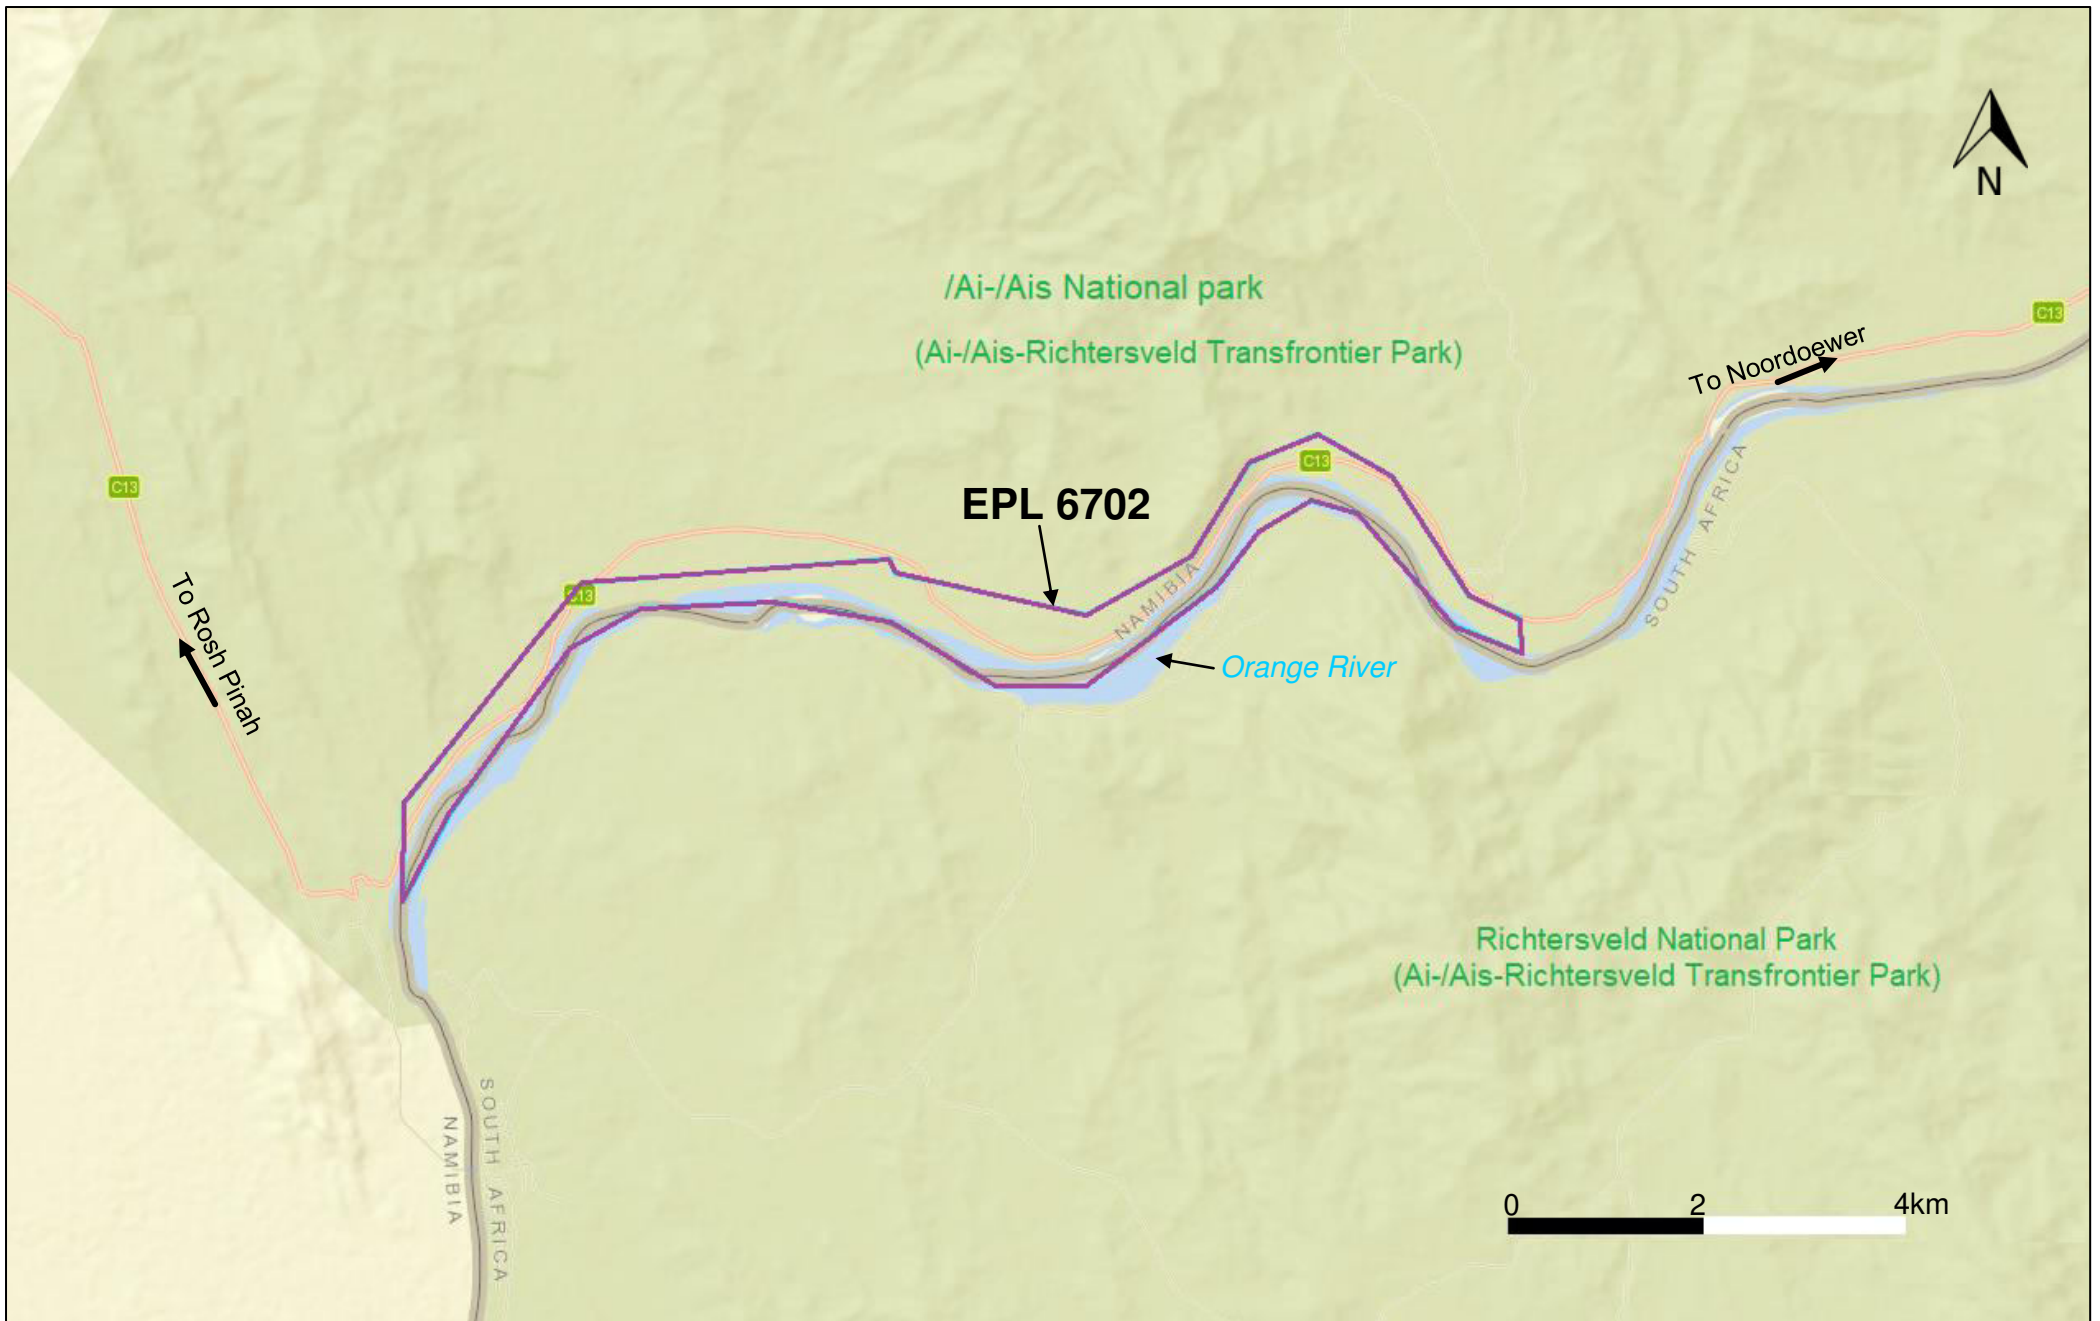 N
/Ai-/Ais National park
(Ai-/Ais-Richtersveld Transfrontier Park)
C13
To Noordoewer
C13
C13
EPL 6702
C13
To Rosh Pinah
NAMIBIA
SOUTH AFRICA
Orange River
Richtersveld National Park
(Ai-/Ais-Richtersveld Transfrontier Park)
SOUTH AFRICA
NAMIBIA
0 2 4km